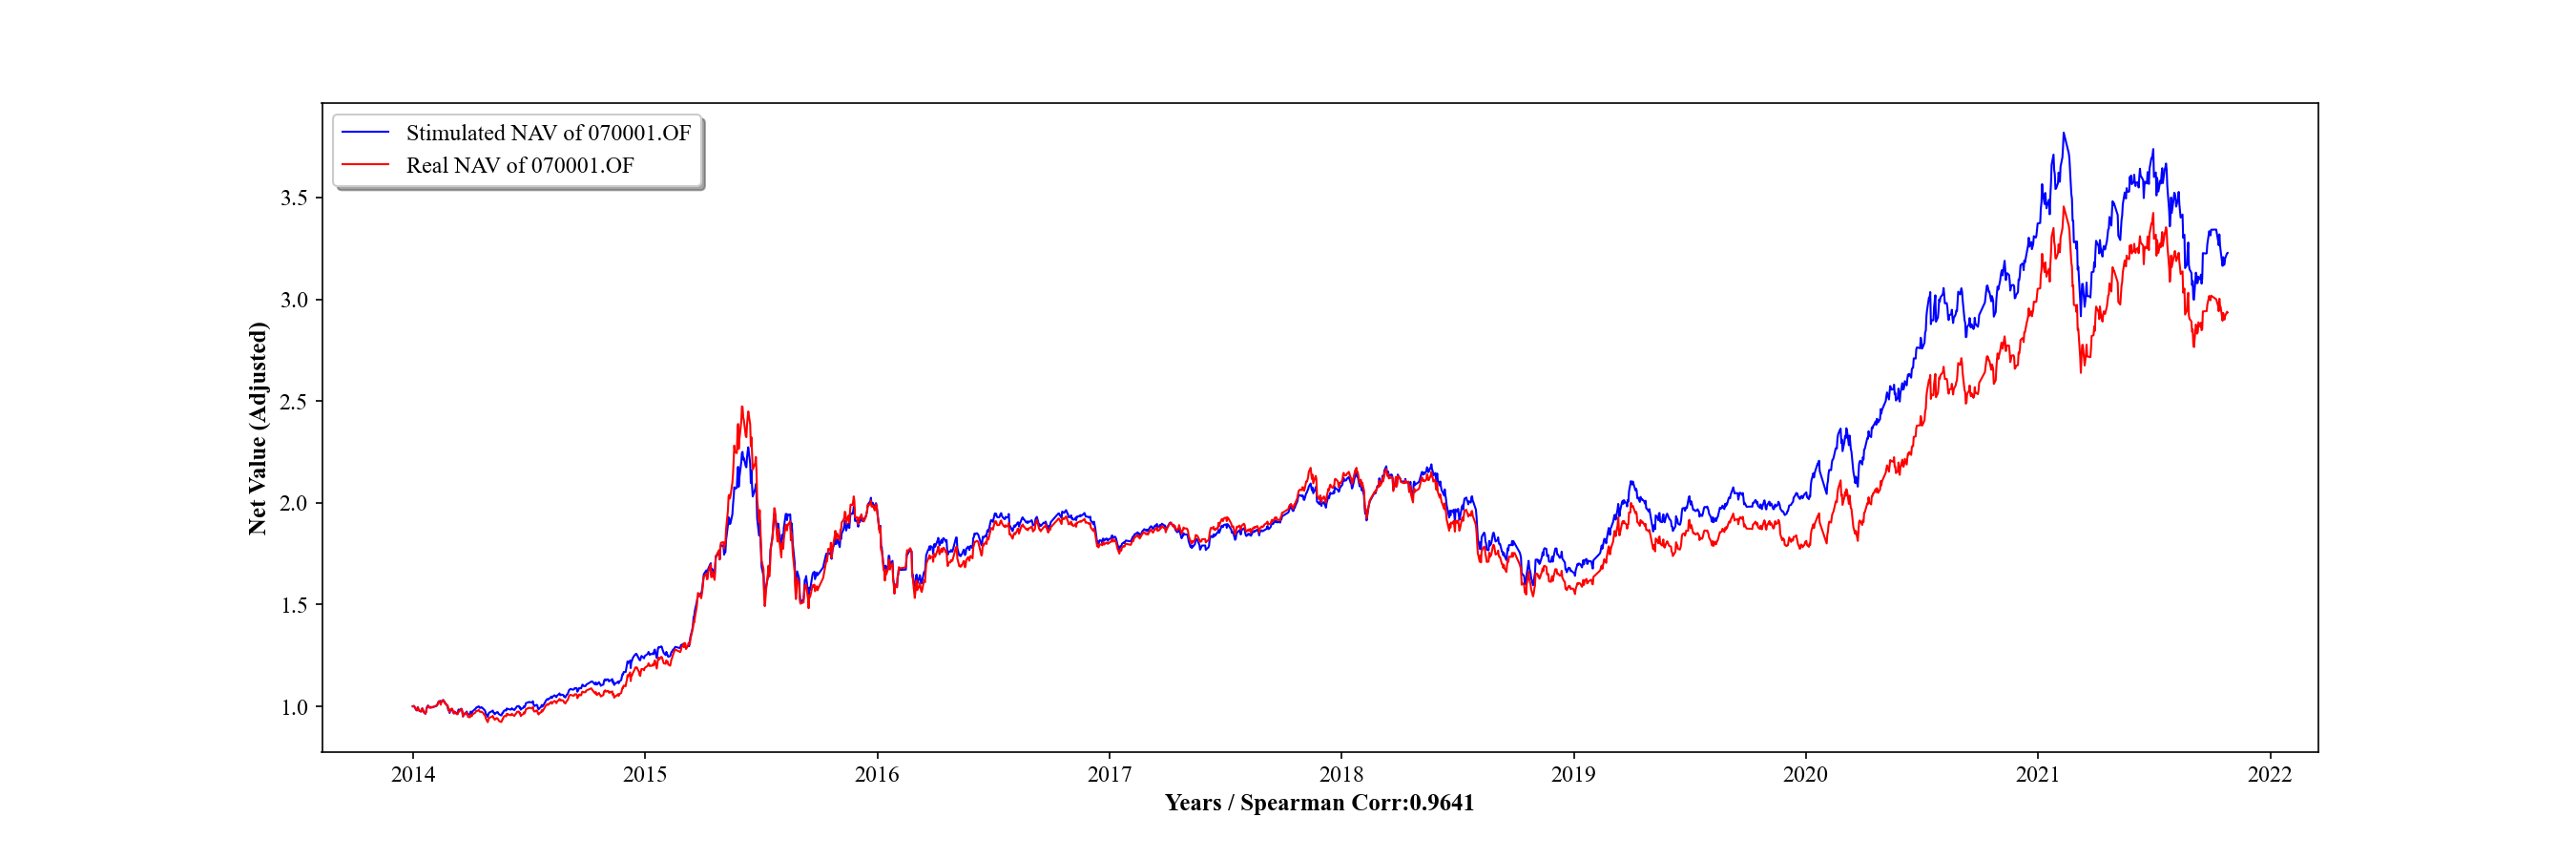 Stimulated NAV of 070001.OF
Real NAV of 070001.OF
Net Value (Adjusted)
3.5
3.0
2.5
2.0
1.5
1.0
2014 2015 2016 2017 2018 2019 2020 2021 2022
Years / Spearman Corr:0.9641